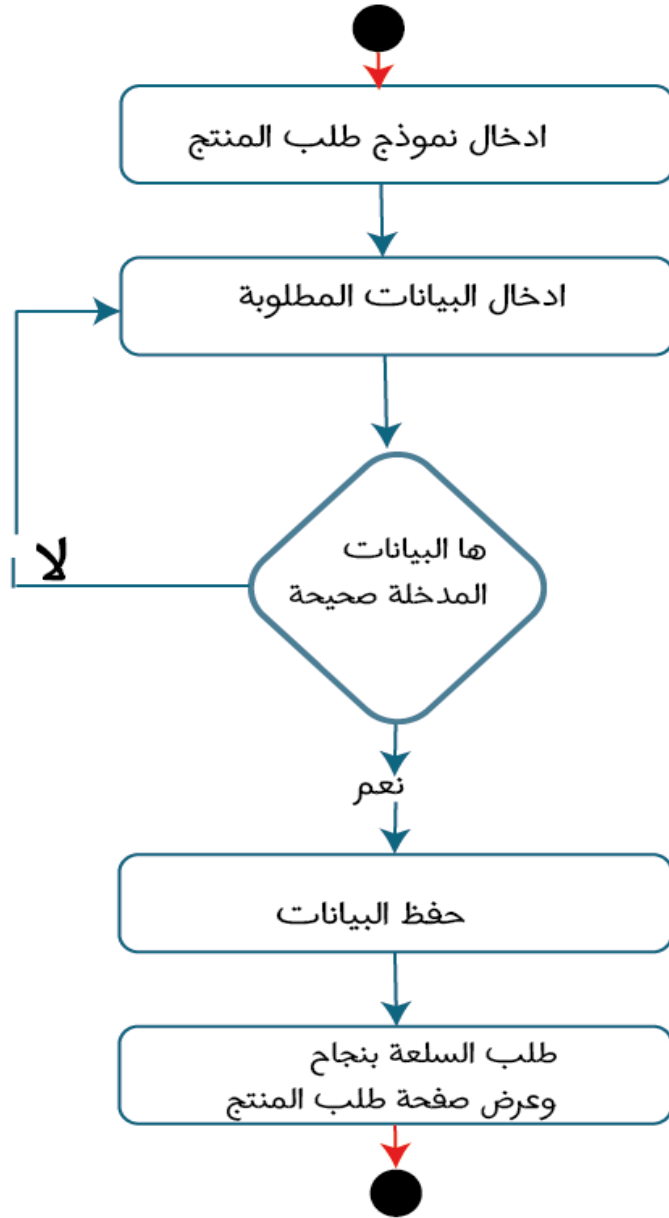 ادخال نموذج طلب المنتج
ادخال البيانات المطلوبة
ها البيانات
المدخلة صحيحة
لا
نعم
حفظ البيانات
طلب السلعة بنجاح
وعرض صفحة طلب المنتج